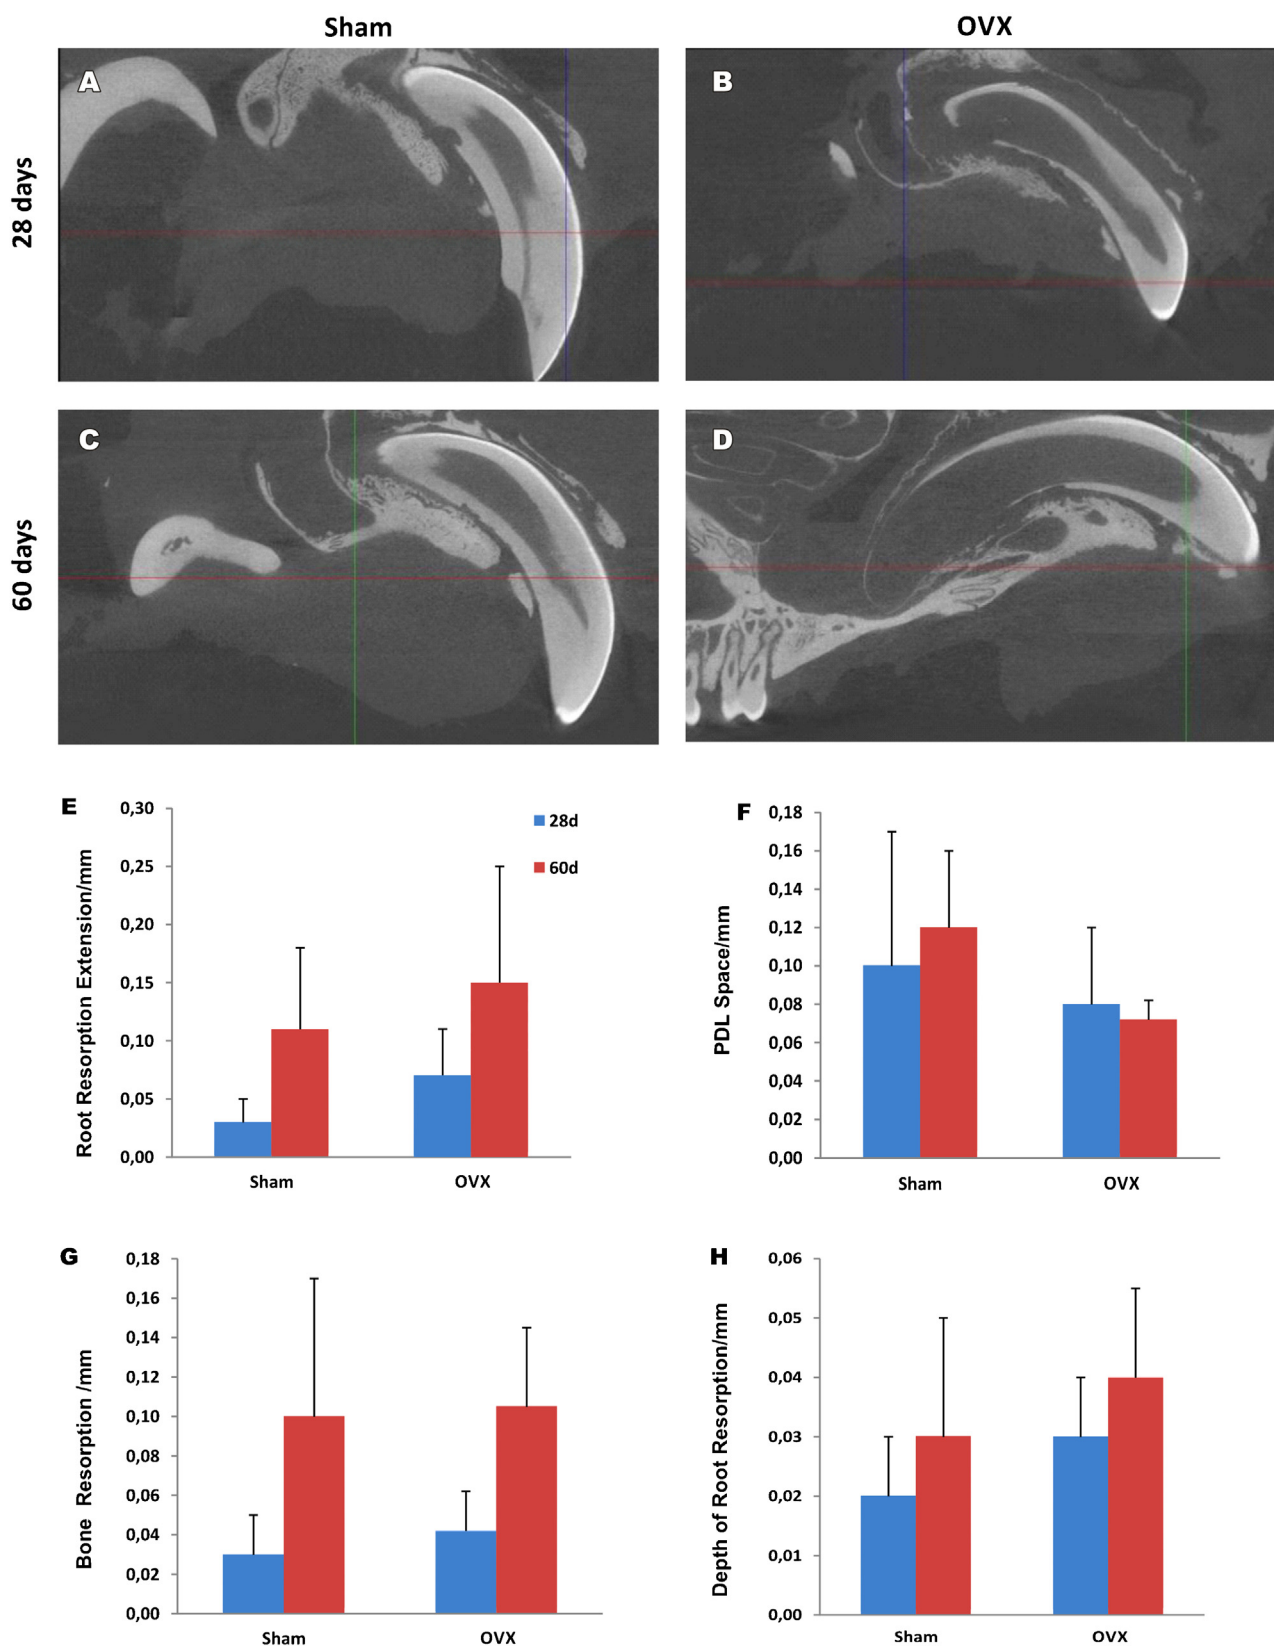 Sham
OVX
28 days
A
B
60 days
C
D
E
Root Resorption Extension/mm
0,30
0,25
0,20
0,15
0,10
0,05
0,00
28d
60d
Sham
OVX
F
PDL Space/mm
0,18
0,16
0,14
0,12
0,10
0,08
0,06
0,04
0,02
0,00
Sham
OVX
G
Bone Resorption /mm
0,18
0,16
0,14
0,12
0,10
0,08
0,06
0,04
0,02
0,00
Sham
OVX
H
Depth of Root Resorption/mm
0,06
0,05
0,04
0,03
0,02
0,01
0,00
Sham
OVX